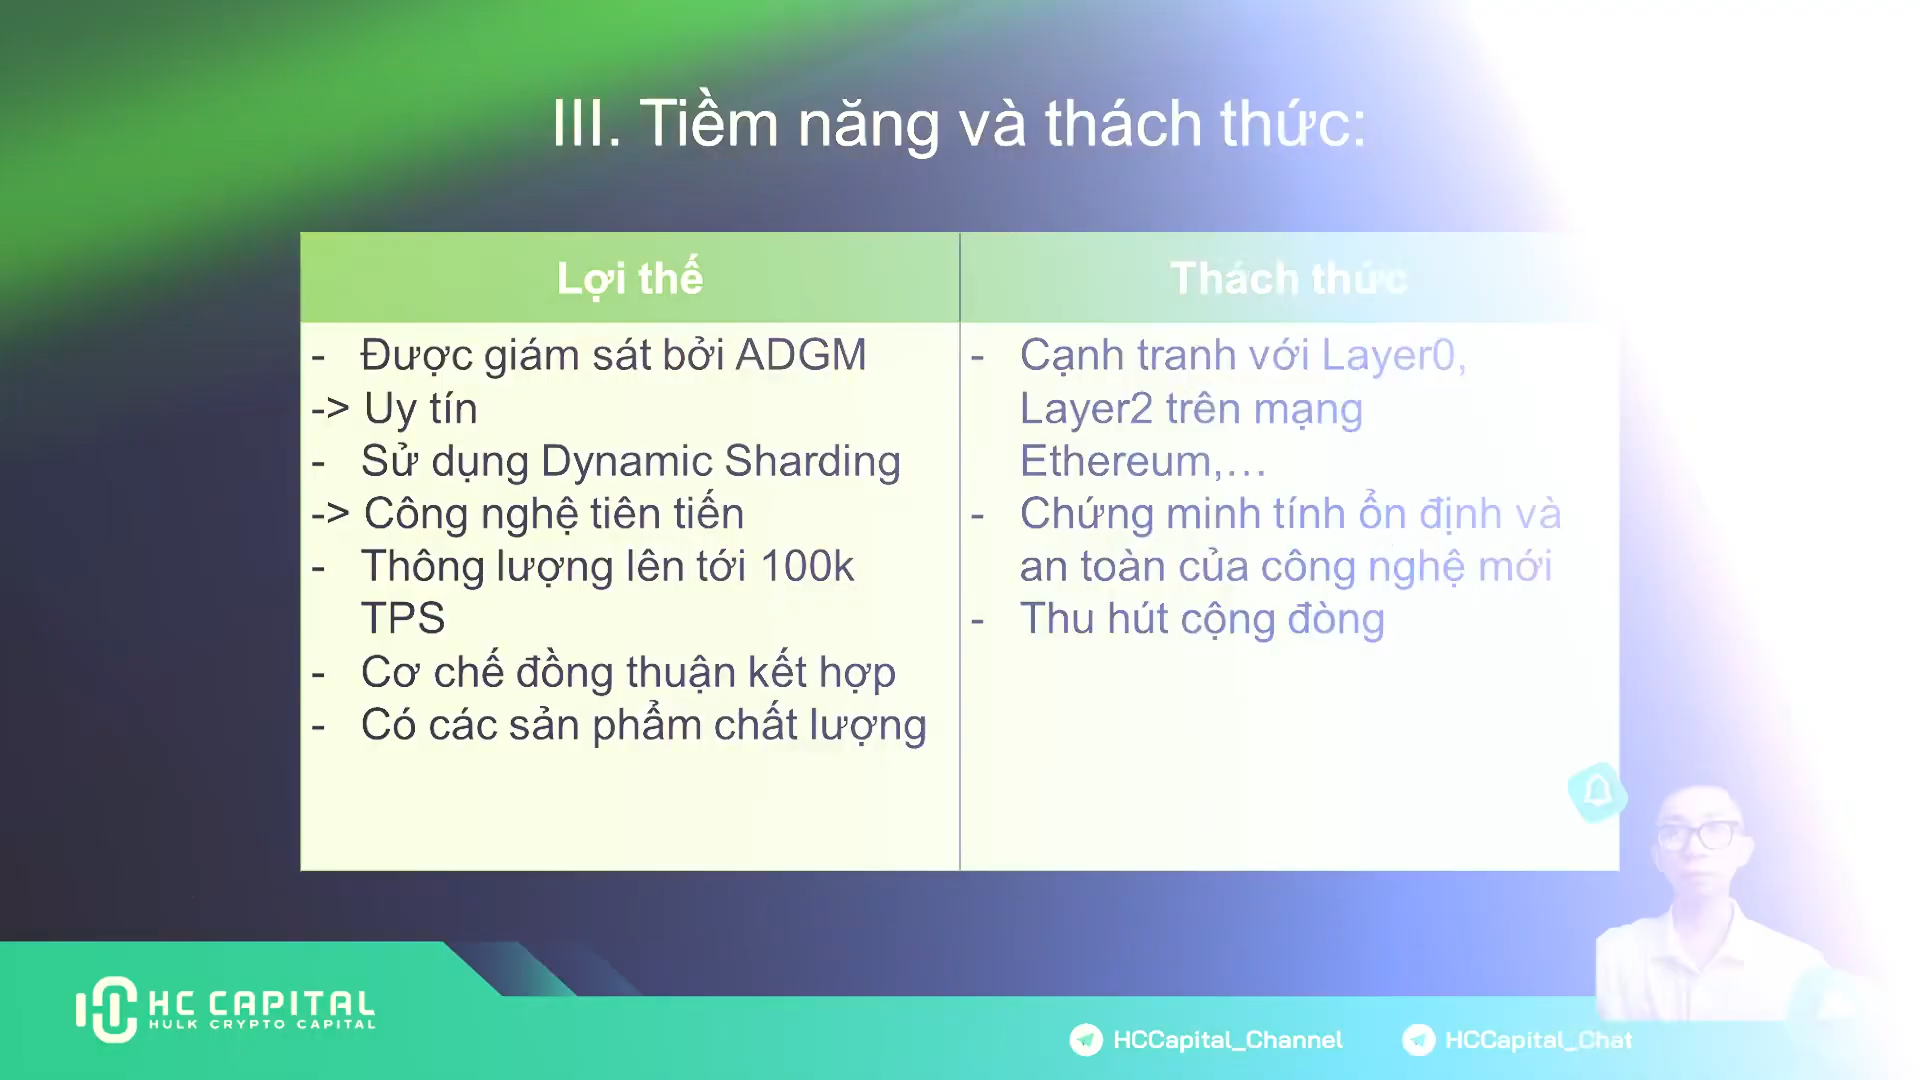 III. Tiềm năng và thách thức:
Lợi thế
- Được giám sát bởi ADGM
-> Uy tín
- Sử dụng Dynamic Sharding
-> Công nghệ tiên tiến
- Thông lượng lên tới 100k
TPS
- Cơ chế đồng thuận kết hợp
- Có các sản phẩm chất lượng
Thách thức
- Cạnh tranh với Layer0,
Layer2 trên mạng
Ethereum,...
- Chứng minh tính ổn định và
an toàn của công nghệ mới
- Thu hút cộng đòng
HC CAPITAL
HULK CRYPTO CAPITAL
HCCapital_Channel
HCCapital_Chat